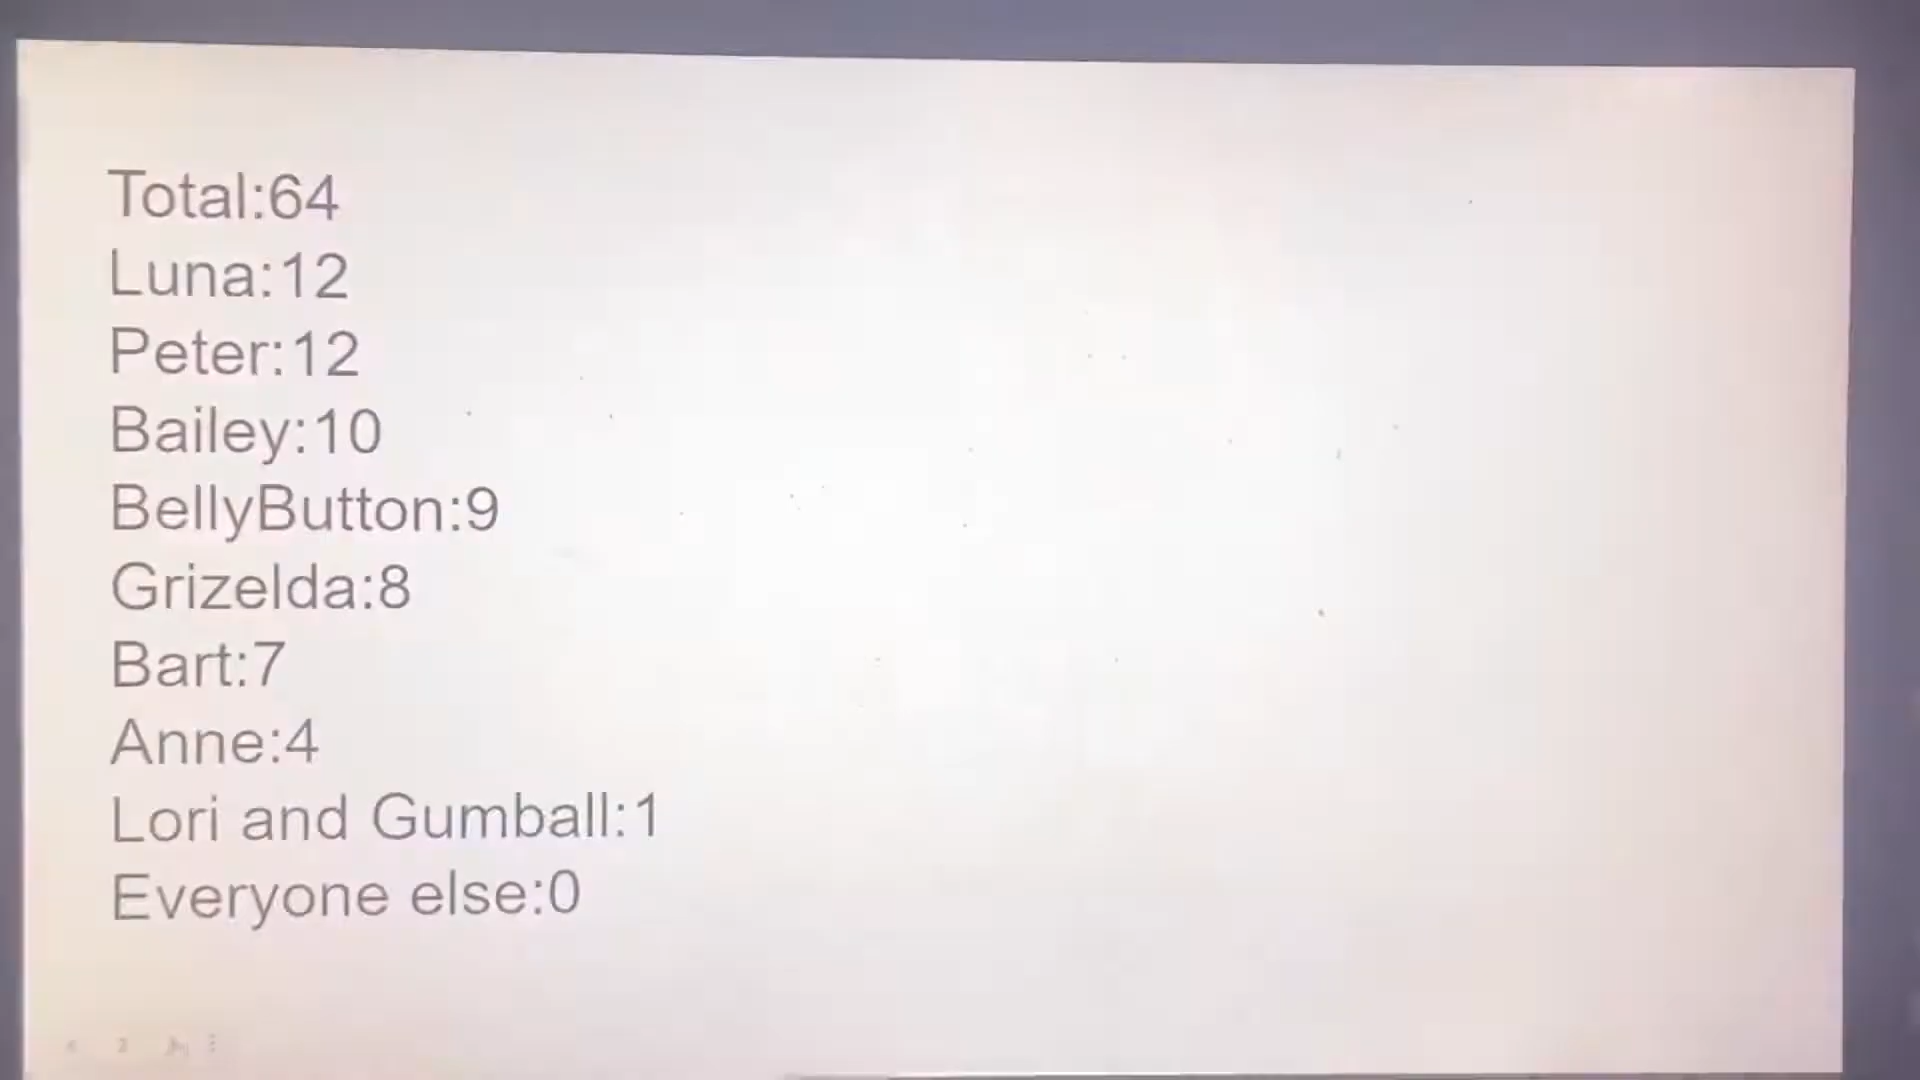 Total:64
Luna:12
Peter:12
Bailey:10
BellyButton:9
Grizelda:8
Bart:7
Anne:4
Lori and Gumball:1
Everyone else:0